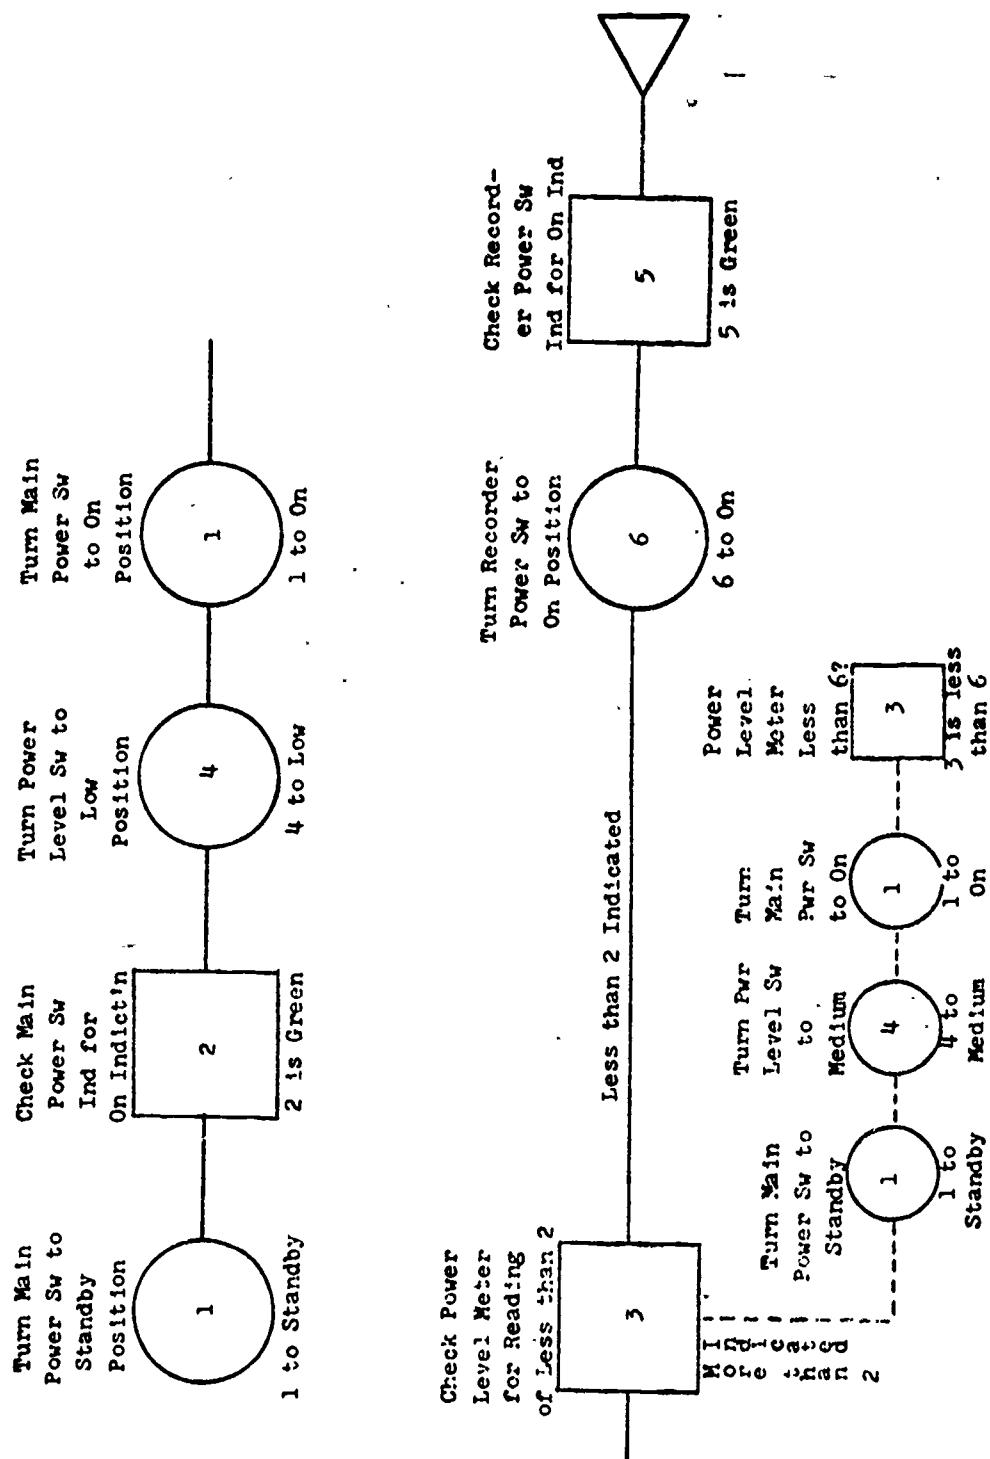 Turn Main
Power Sw to
Standby
Position
1
1 to Standby
Check Main
Power Sw
Ind for
On Indict'n
2
2 is Green
Turn Power
Level Sw to
Low
Position
4
4 to Low
Turn Main
Power Sw
to On
Position
1
1 to On
Check Power
Level Meter
for Reading
of Less than 2
3
Less than 2 Indicated
More than 2
Indicated
Turn Recorder
Power Sw to
On Position
6
6 to On
Check Record-
er Power Sw
Ind for On Ind
5
5 is Green
Turn Main
Power Sw to
Standby
1
1 to
Standby
Turn Pwr
Level Sw
to
Medium
4
4 to
Medium
Turn
Main
Pwr Sw
to On
1
1 to
On
Power
Level
Meter
Less
than 6?
3
3 is less
than 6